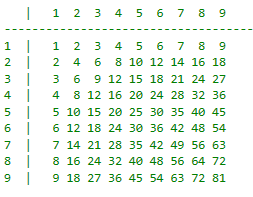 |  1  2  3  4  5  6  7  8  9
----------------------------------
1 |  1  2  3  4  5  6  7  8  9
2 |  2  4  6  8 10 12 14 16 18
3 |  3  6  9 12 15 18 21 24 27
4 |  4  8 12 16 20 24 28 32 36
5 |  5 10 15 20 25 30 35 40 45
6 |  6 12 18 24 30 36 42 48 54
7 |  7 14 21 28 35 42 49 56 63
8 |  8 16 24 32 40 48 56 64 72
9 |  9 18 27 36 45 54 63 72 81